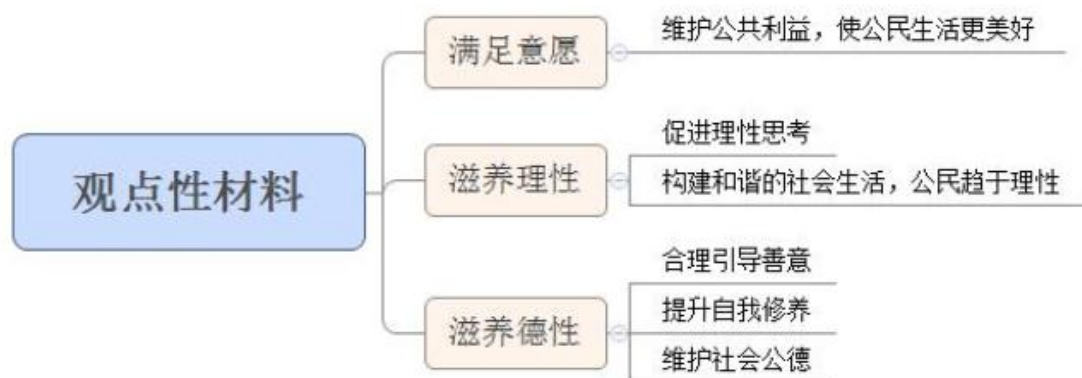 观点性材料
满足意愿
维护公共利益，使公民生活更美好
滋养理性
促进理性思考
构建和谐的社会生活，公民趋于理性
滋养德性
合理引导善意
提升自我修养
维护社会公德